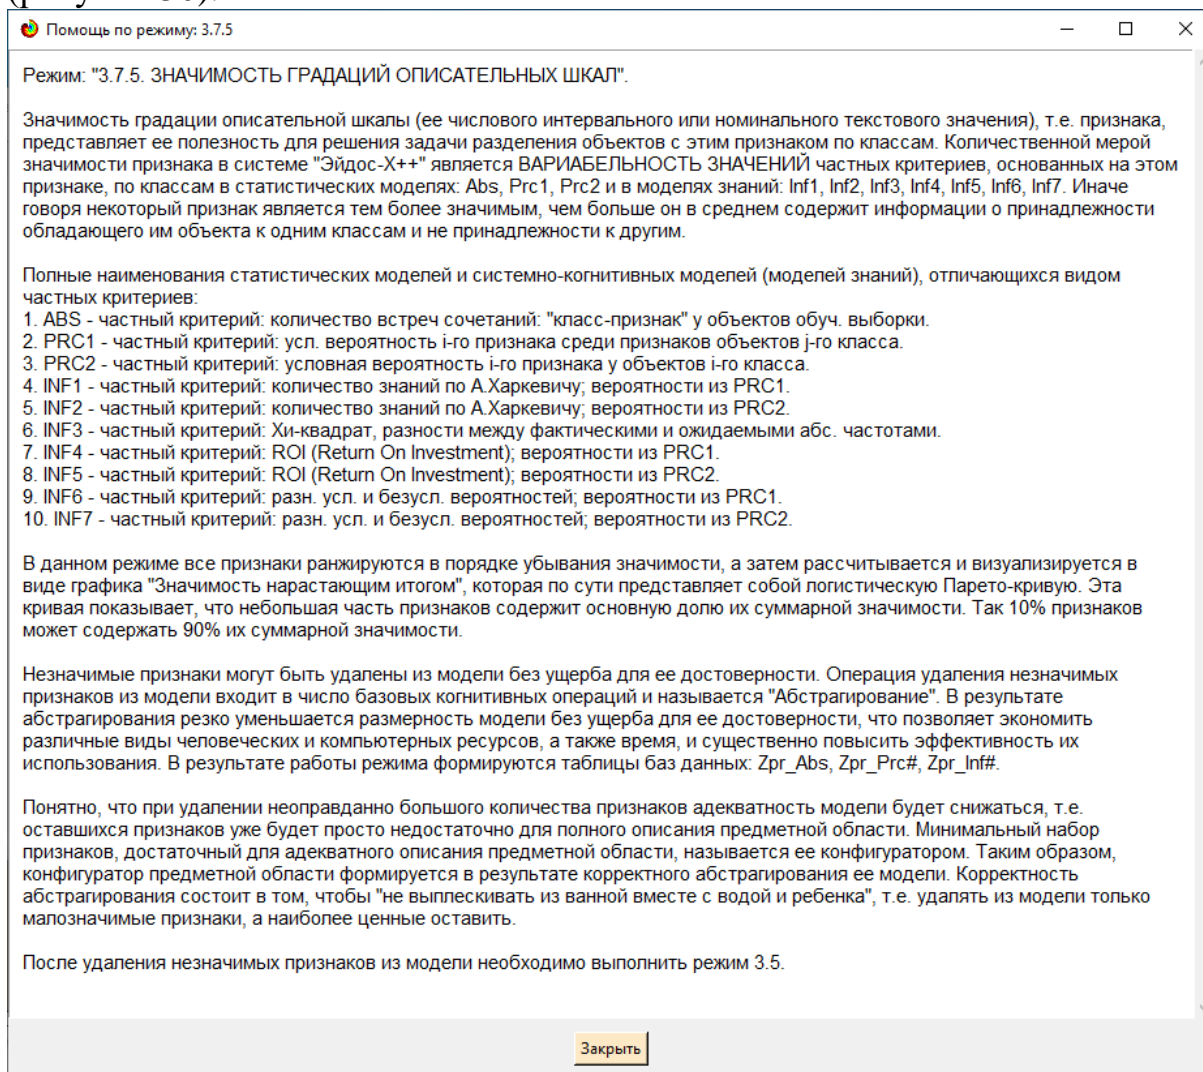 Помощь по режиму: 3.7.5
Режим: "3.7.5. ЗНАЧИМОСТЬ ГРАДАЦИЙ ОПИСАТЕЛЬНЫХ ШКАЛ".
Значимость градации описательной шкалы (ее числового интервального или номинального текстового значения), т.е. признака,
представляет ее полезность для решения задачи разделения объектов с этим признаком по классам. Количественной мерой
значимости признака в системе "Эйдос-X++" является ВАРИАБЕЛЬНОСТЬ ЗНАЧЕНИЙ частных критериев, основанных на этом
признаке, по классам в статистических моделях: Abs, Prc1, Prc2 и в моделях знаний: Inf1, Inf2, Inf3, Inf4, Inf5, Inf6, Inf7. Иначе
говоря некоторый признак является тем более значимым, чем больше он в среднем содержит информации о принадлежности
обладающего им объекта к одним классам и не принадлежности к другим.
Полные наименования статистических моделей и системно-когнитивных моделей (моделей знаний), отличающихся видом
частных критериев:
1. ABS - частный критерий: количество встреч сочетаний: "класс-признак" у объектов обуч. выборки.
2. PRC1 - частный критерий: усл. вероятность i-го признака среди признаков объектов j-го класса.
3. PRC2 - частный критерий: условная вероятность i-го признака у объектов i-го класса.
4. INF1 - частный критерий: количество знаний по А.Харкевичу; вероятности из PRC1.
5. INF2 - частный критерий: количество знаний по А.Харкевичу; вероятности из PRC2.
6. INF3 - частный критерий: Хи-квадрат, разности между фактическими и ожидаемыми абс. частотами.
7. INF4 - частный критерий: ROI (Return On Investment); вероятности из PRC1.
8. INF5 - частный критерий: ROI (Return On Investment); вероятности из PRC2.
9. INF6 - частный критерий: разн. усл. и безусл. вероятностей; вероятности из PRC1.
10. INF7 - частный критерий: разн. усл. и безусл. вероятностей; вероятности из PRC2.
В данном режиме все признаки ранжируются в порядке убывания значимости, а затем рассчитывается и визуализируется в
виде графика "Значимость нарастающим итогом", которая по сути представляет собой логистическую Парето-кривую. Эта
кривая показывает, что небольшая часть признаков содержит основную долю их суммарной значимости. Так 10% признаков
может содержать 90% их суммарной значимости.
Незначимые признаки могут быть удалены из модели без ущерба для ее достоверности. Операция удаления незначимых
признаков из модели входит в число базовых когнитивных операций и называется "Абстрагирование". В результате
абстрагирования резко уменьшается размерность модели без ущерба для ее достоверности, что позволяет экономить
различные виды человеческих и компьютерных ресурсов, а также время, и существенно повысить эффективность их
использования. В результате работы режима формируются таблицы баз данных: Zpr_Abs, Zpr_Prc#, Zpr_Inf#.
Понятно, что при удалении неоправданно большого количества признаков адекватность модели будет снижаться, т.е.
оставшихся признаков уже будет просто недостаточно для полного описания предметной области. Минимальный набор
признаков, достаточный для адекватного описания предметной области, называется ее конфигуратором. Таким образом,
конфигуратор предметной области формируется в результате корректного абстрагирования ее модели. Корректность
абстрагирования состоит в том, чтобы "не выплескивать из ванной вместе с водой и ребенка", т.е. удалять из модели только
малозначимые признаки, а наиболее ценные оставить.
После удаления незначимых признаков из модели необходимо выполнить режим 3.5.
Закрыть